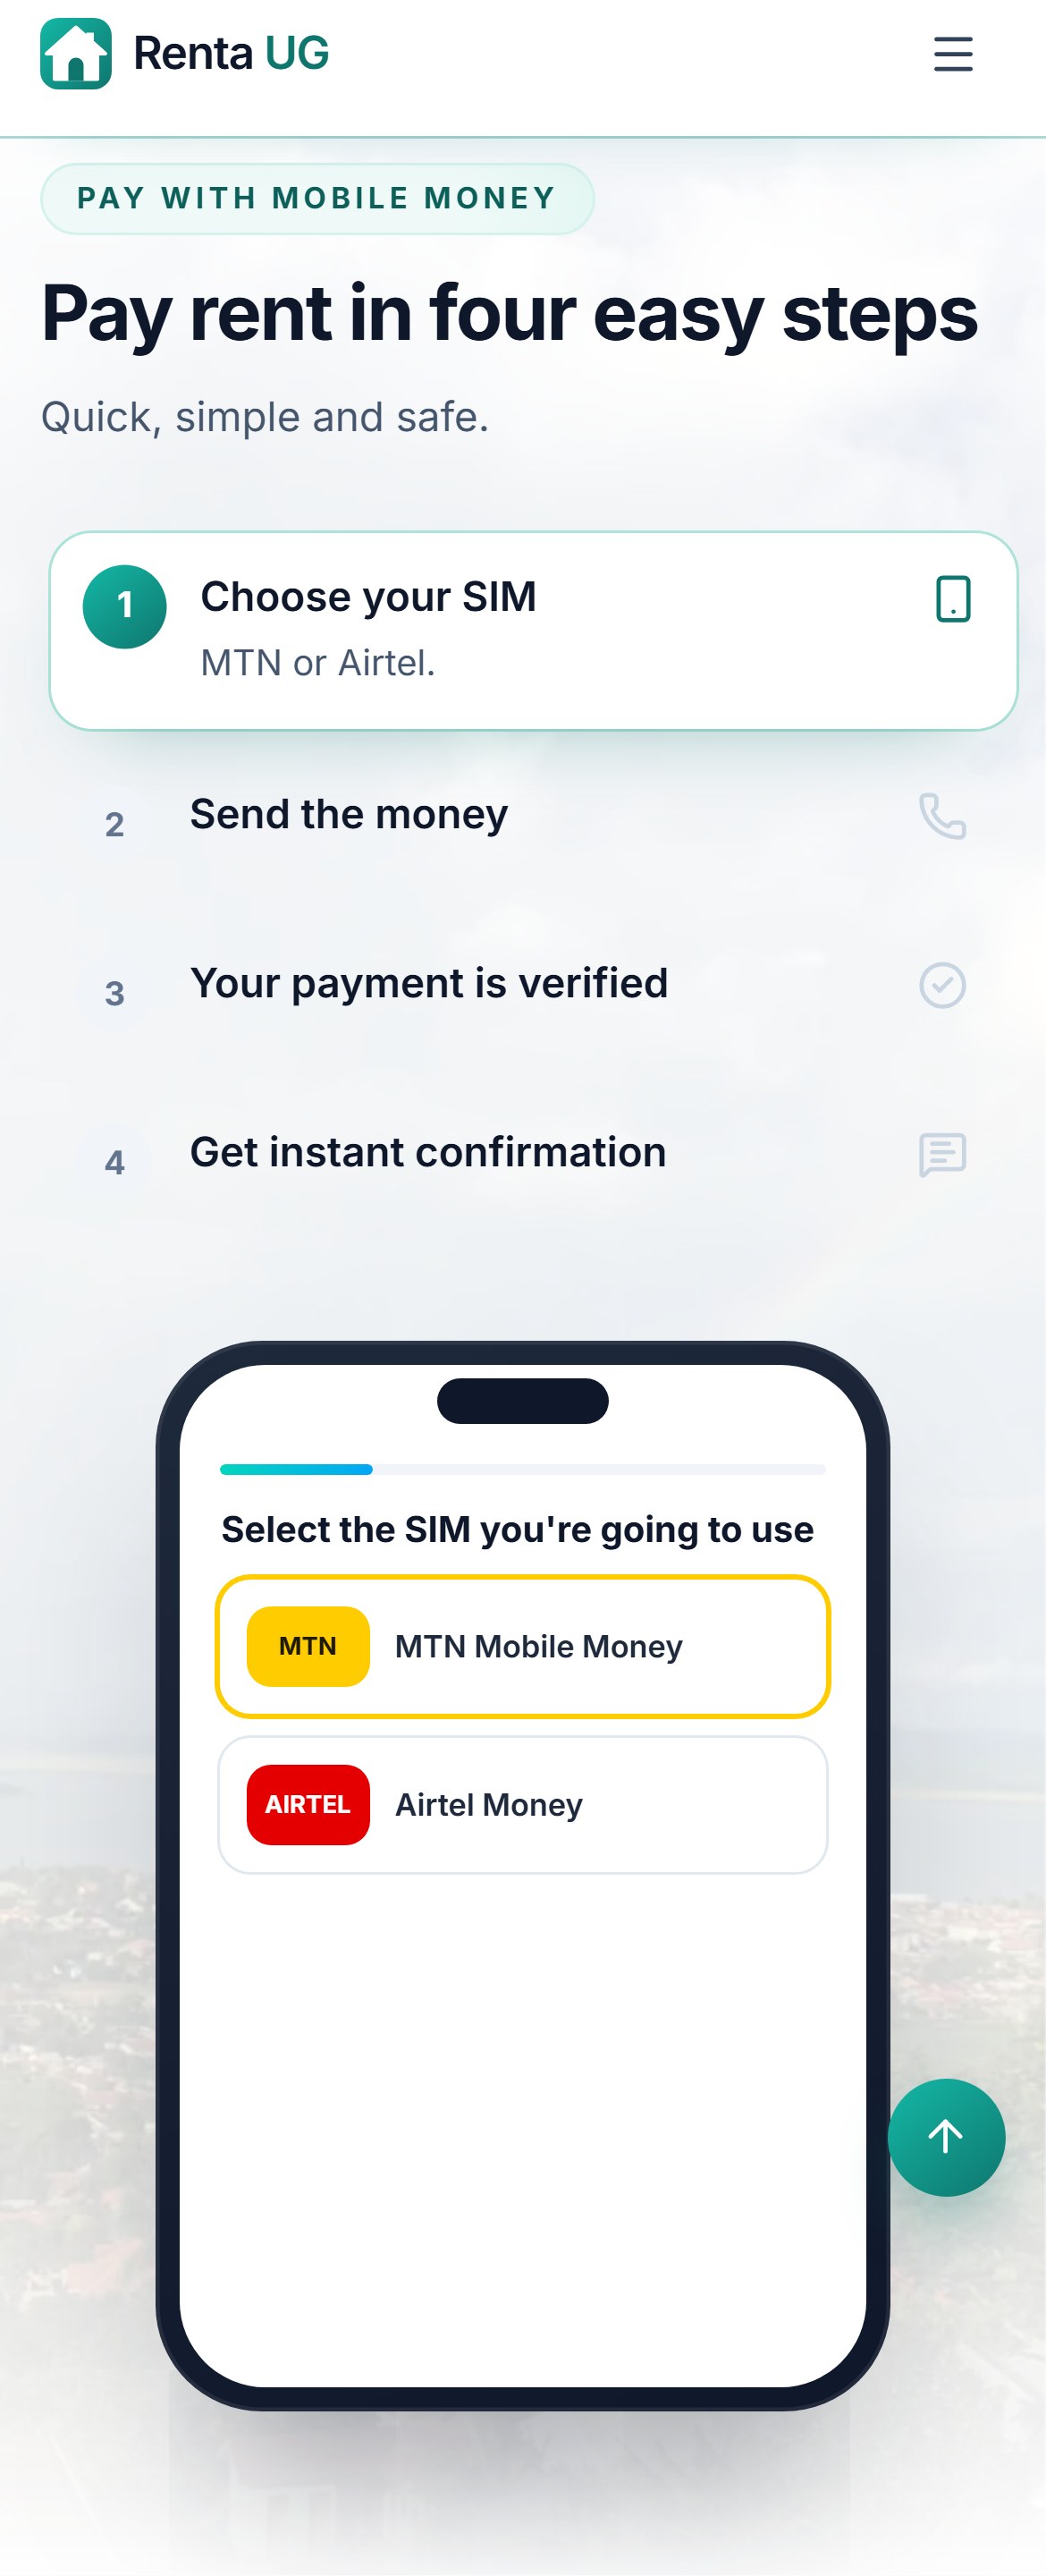 Renta UG
PAY WITH MOBILE MONEY
Pay rent in four easy steps
Quick, simple and safe.
1
Choose your SIM
MTN or Airtel.
2
Send the money
3
Your payment is verified
4
Get instant confirmation
Select the SIM you're going to use
MTN
MTN Mobile Money
AIRTEL
Airtel Money